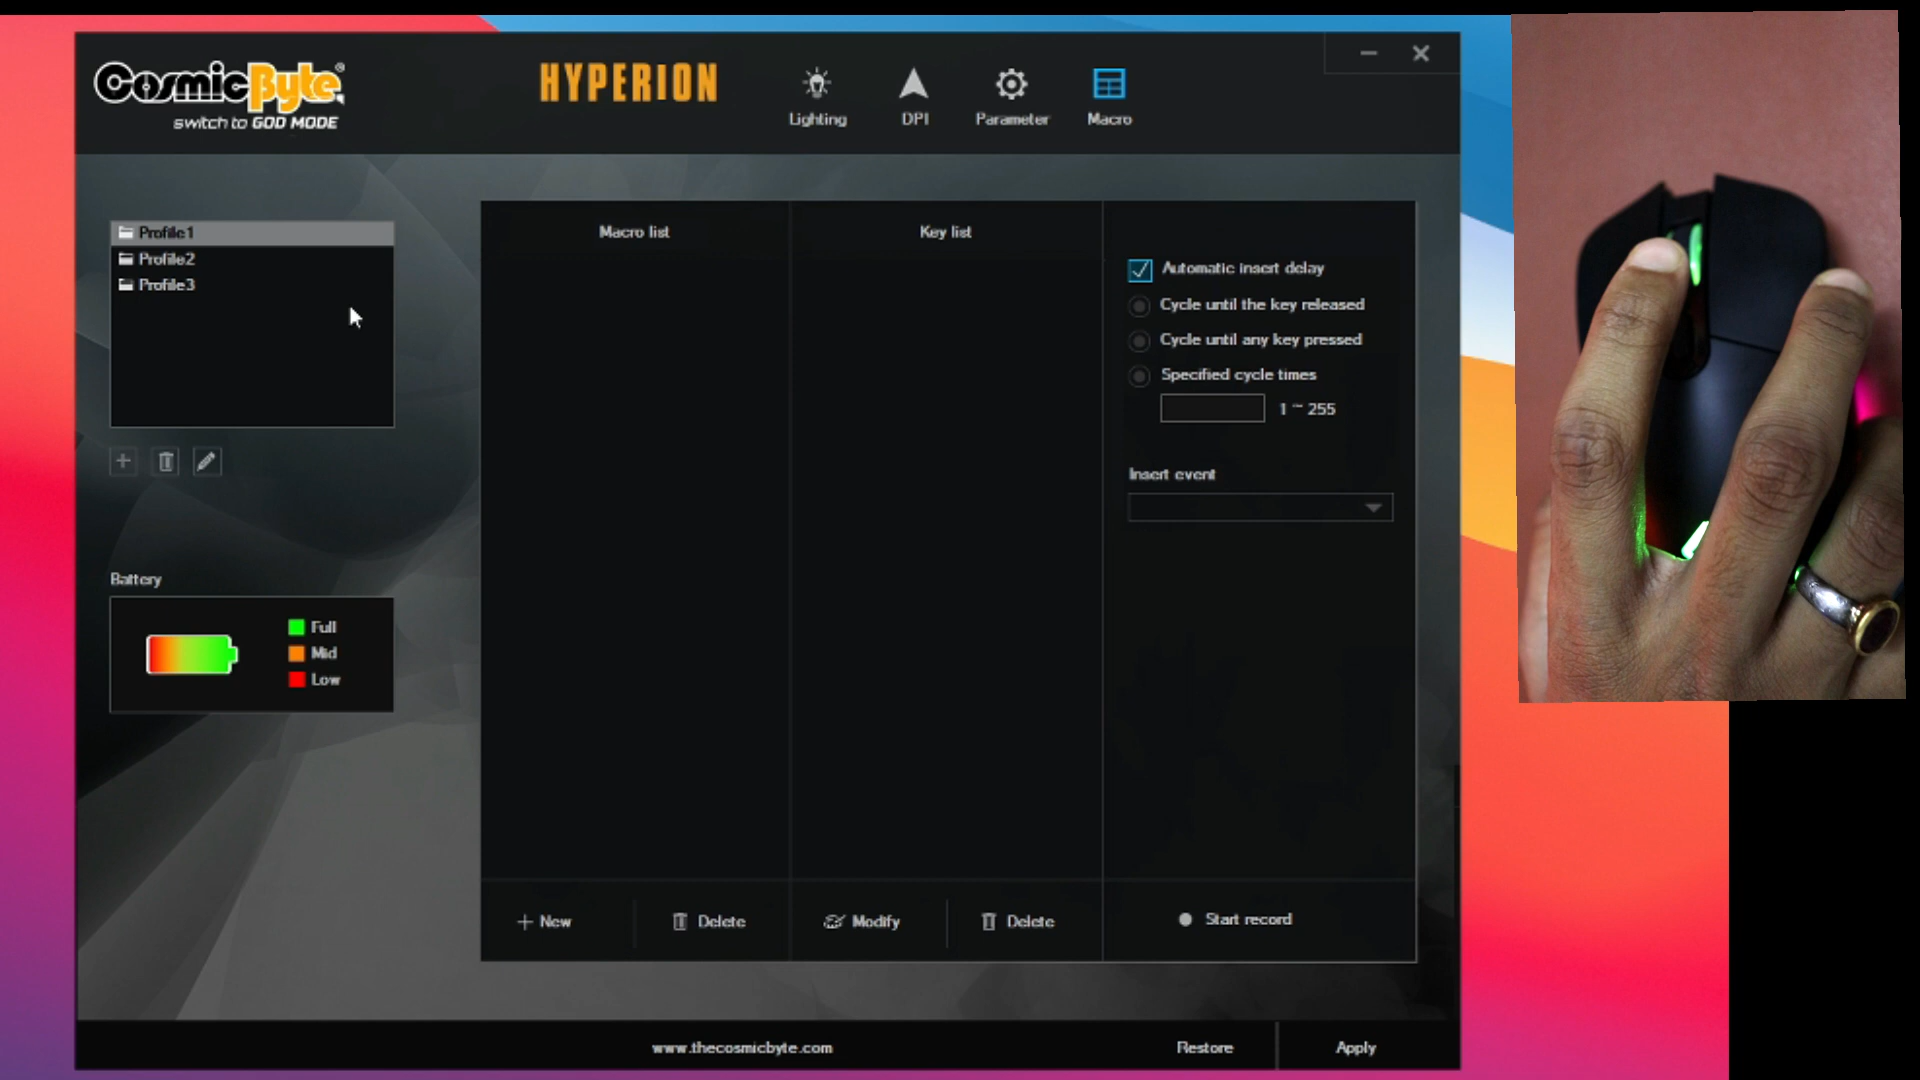 CosmicByte
switch to GOD MODE
HYPERION
Lighting
DPI
Parameter
Macro
Profile1
Profile2
Profile3
Battery
Full
Mid
Low
Macro list
Key list
Automatic insert delay
Cycle until the key released
Cycle until any key pressed
Specified cycle times
1 ~ 255
Insert event
New
Delete
Modify
Delete
Start record
www.thecosmicbyte.com
Restore
Apply